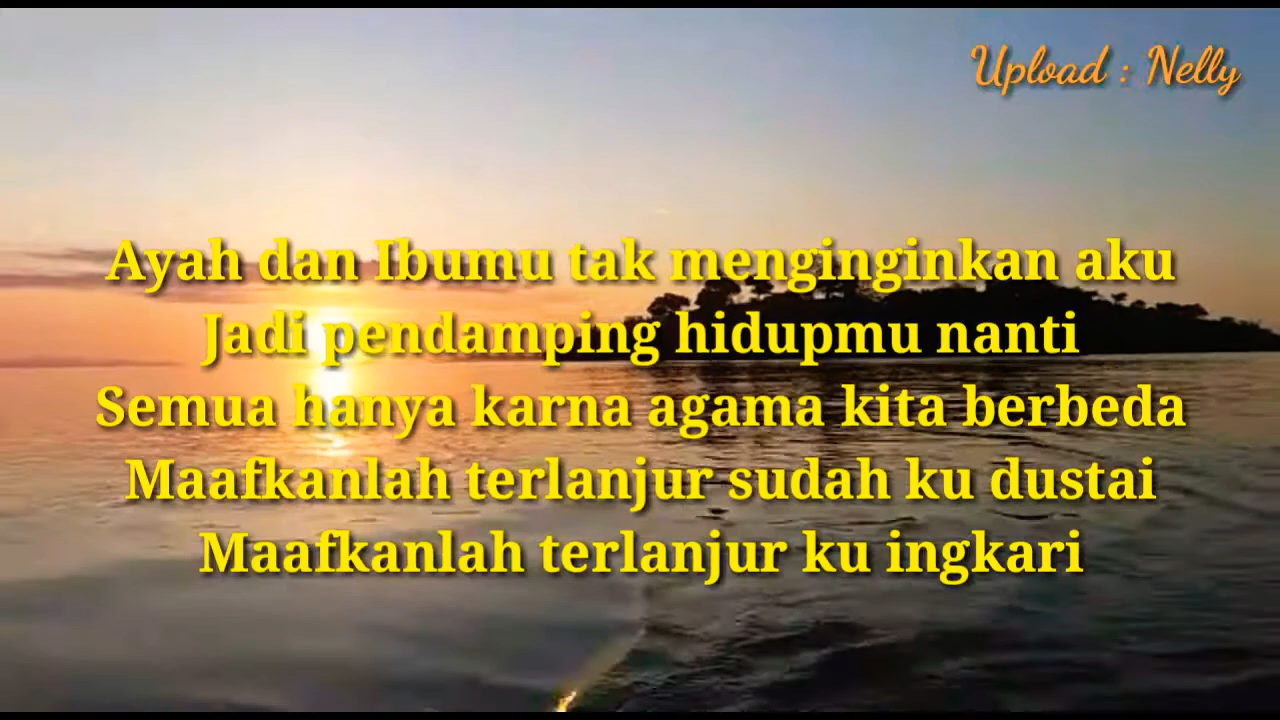 Upload : Nelly
Ayah dan Ibumu tak menginginkan aku
Jadi pendamping hidupmu nanti
Semua hanya karna agama kita berbeda
Maafkanlah terlanjur sudah ku dustai
Maafkanlah terlanjur ku ingkari